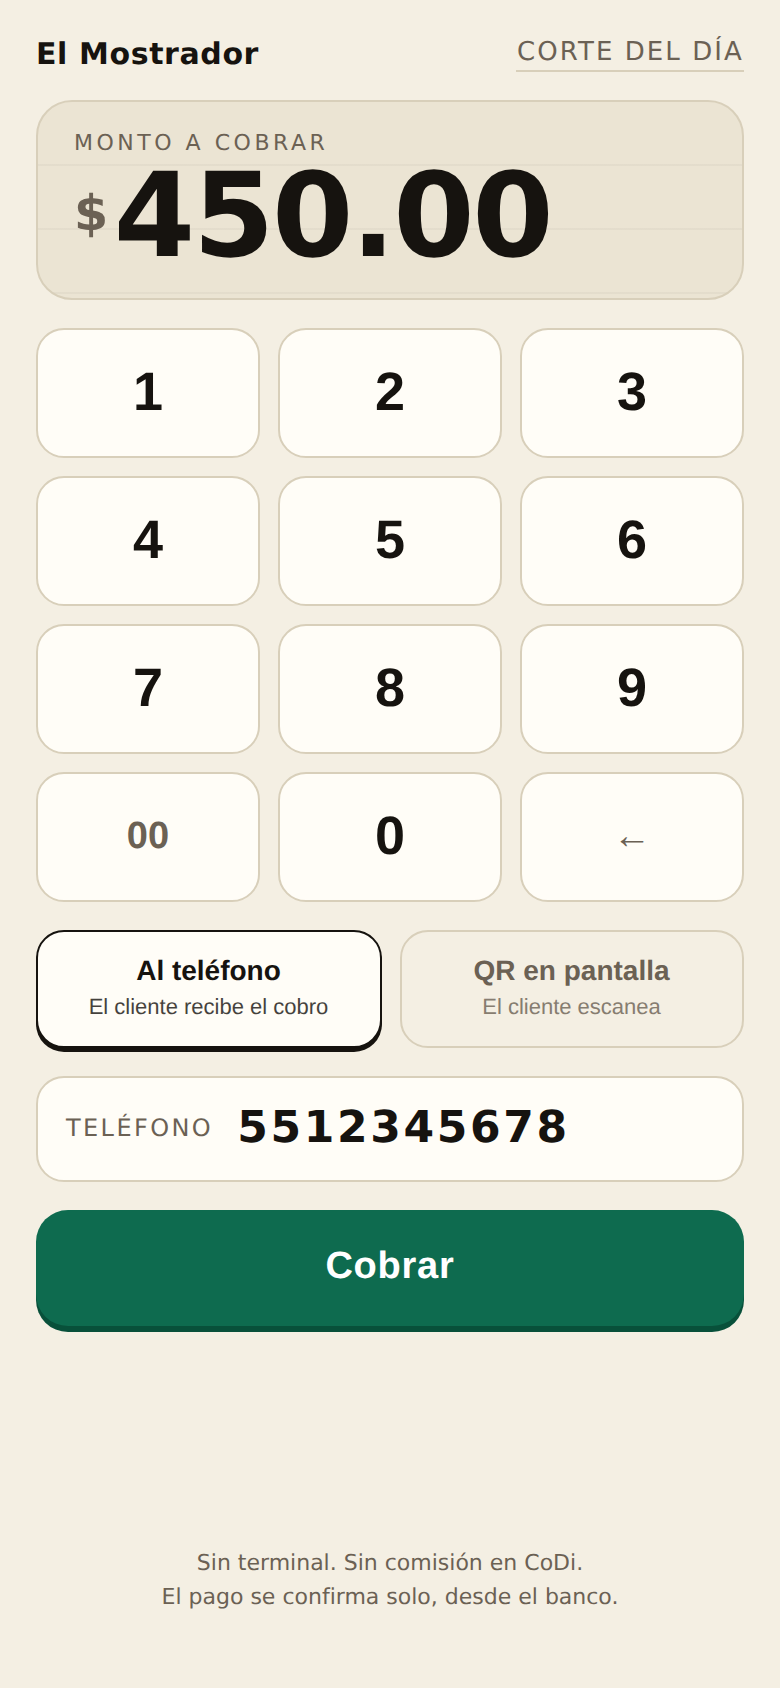 El Mostrador
CORTE DEL DÍA
MONTO A COBRAR
$450.00
1 2 3
4 5 6
7 8 9
00 0 ←
Al teléfono
El cliente recibe el cobro
QR en pantalla
El cliente escanea
TELÉFONO 5512345678
Cobrar
Sin terminal. Sin comisión en CoDi.
El pago se confirma solo, desde el banco.